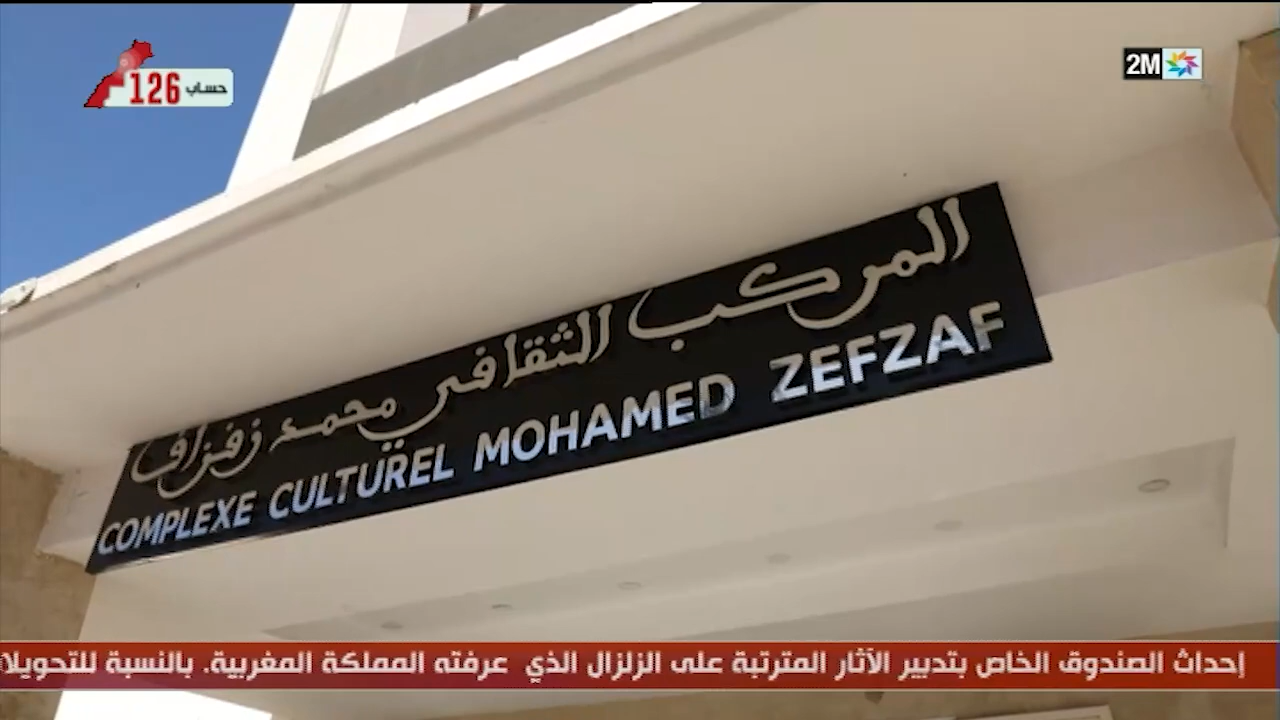 حساب 126
2M
المركب الثقافي محمد زفزاف
COMPLEXE CULTUREL MOHAMED ZEFZAF
إحداث الصندوق الخاص بتدبير الآثار المترتبة على الزلزال الذي عرفته المملكة المغربية. بالنسبة للتحويلا